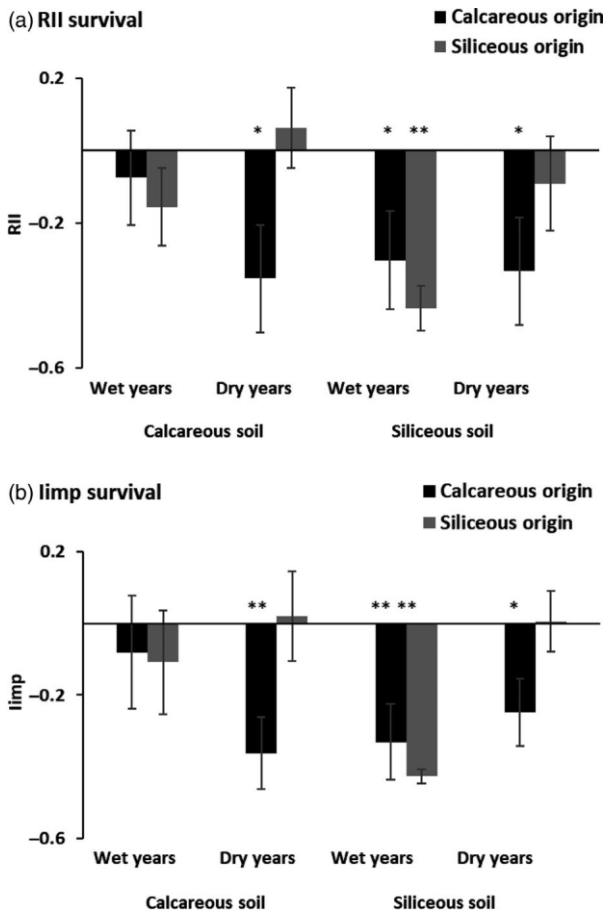 (a) RII survival
Calcareous origin
Siliceous origin
0.2
* * ** *
RII
–0.2
–0.6
Wet years Dry years Wet years Dry years
Calcareous soil Siliceous soil
(b) Iimp survival
Calcareous origin
Siliceous origin
0.2
** ** ** *
Iimp
–0.2
–0.6
Wet years Dry years Wet years Dry years
Calcareous soil Siliceous soil